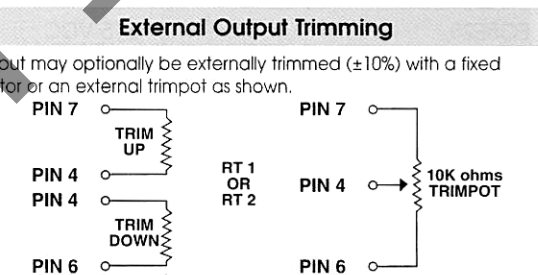 External Output Trimming
put may optionally be externally trimmed (±10%) with a fixed
tor or an external trimpot as shown.
PIN 7
TRIM
UP
PIN 4
PIN 4
TRIM
DOWN
PIN 6
RT 1
OR
RT 2
PIN 7
PIN 4
10K ohms
TRIMPOT
PIN 6